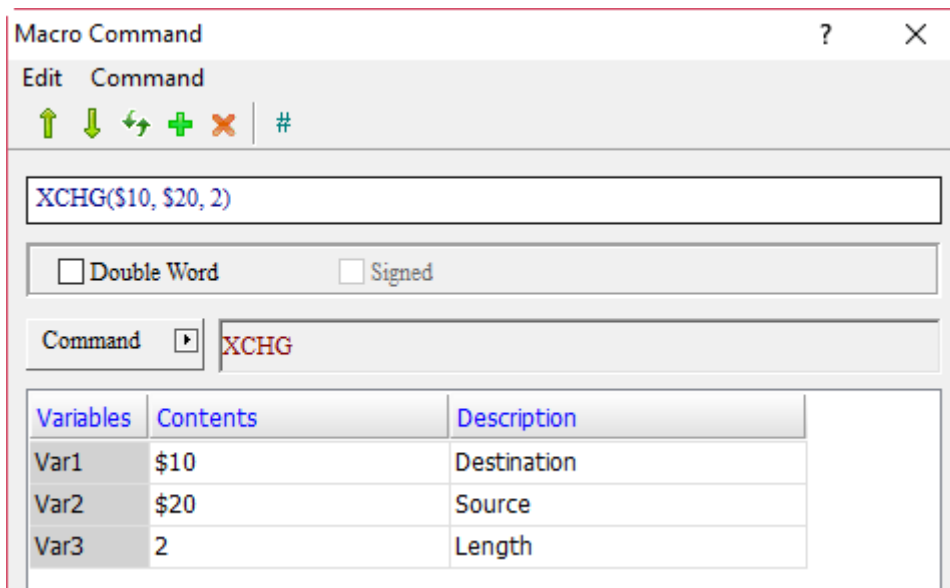 Macro Command ?
Edit Command
#
XCHG($10, $20, 2)
Double Word Signed
Command XCHG
Variables Contents Description
Var1 $10 Destination
Var2 $20 Source
Var3 2 Length